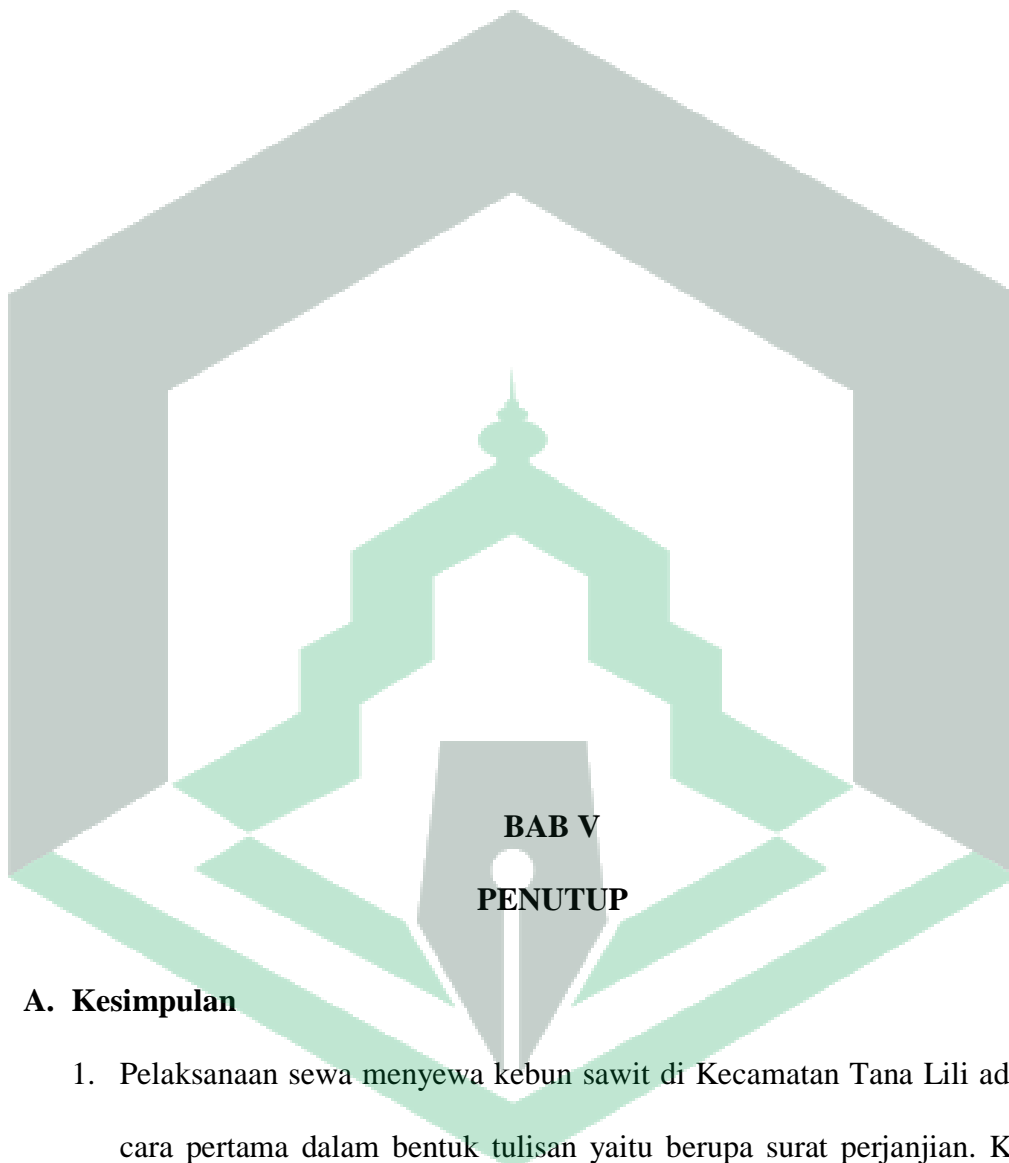 BAB V
PENUTUP
A. Kesimpulan
1. Pelaksanaan sewa menyewa kebun sawit di Kecamatan Tana Lili
cara pertama dalam bentuk tulisan yaitu berupa surat perjanjian.